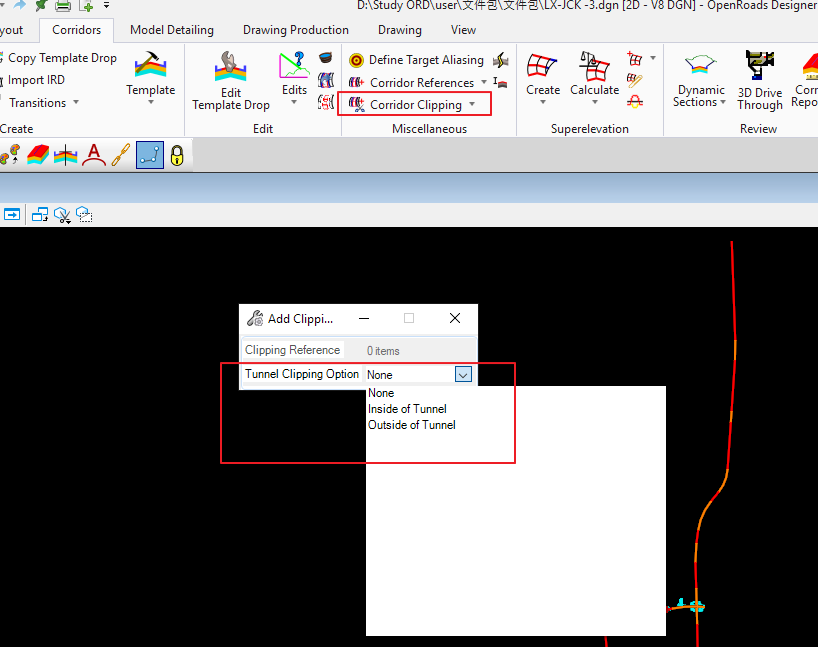 D:\Study ORD\user\文件包\文件包\LX-JCK -3.dgn [2D - V8 DGN] - OpenRoads Designer
yout Corridors Model Detailing Drawing Production Drawing View
Copy Template Drop
Import IRD
Transitions
Create
Template
Edit
Template Drop
Edits
Edit
Define Target Aliasing
Corridor References
Corridor Clipping
Miscellaneous
Create
Calculate
Superelevation
Dynamic
Sections
3D Drive
Through
Corr
Repo
Review
Add Clippi...
Clipping Reference 0 items
Tunnel Clipping Option None
None
Inside of Tunnel
Outside of Tunnel